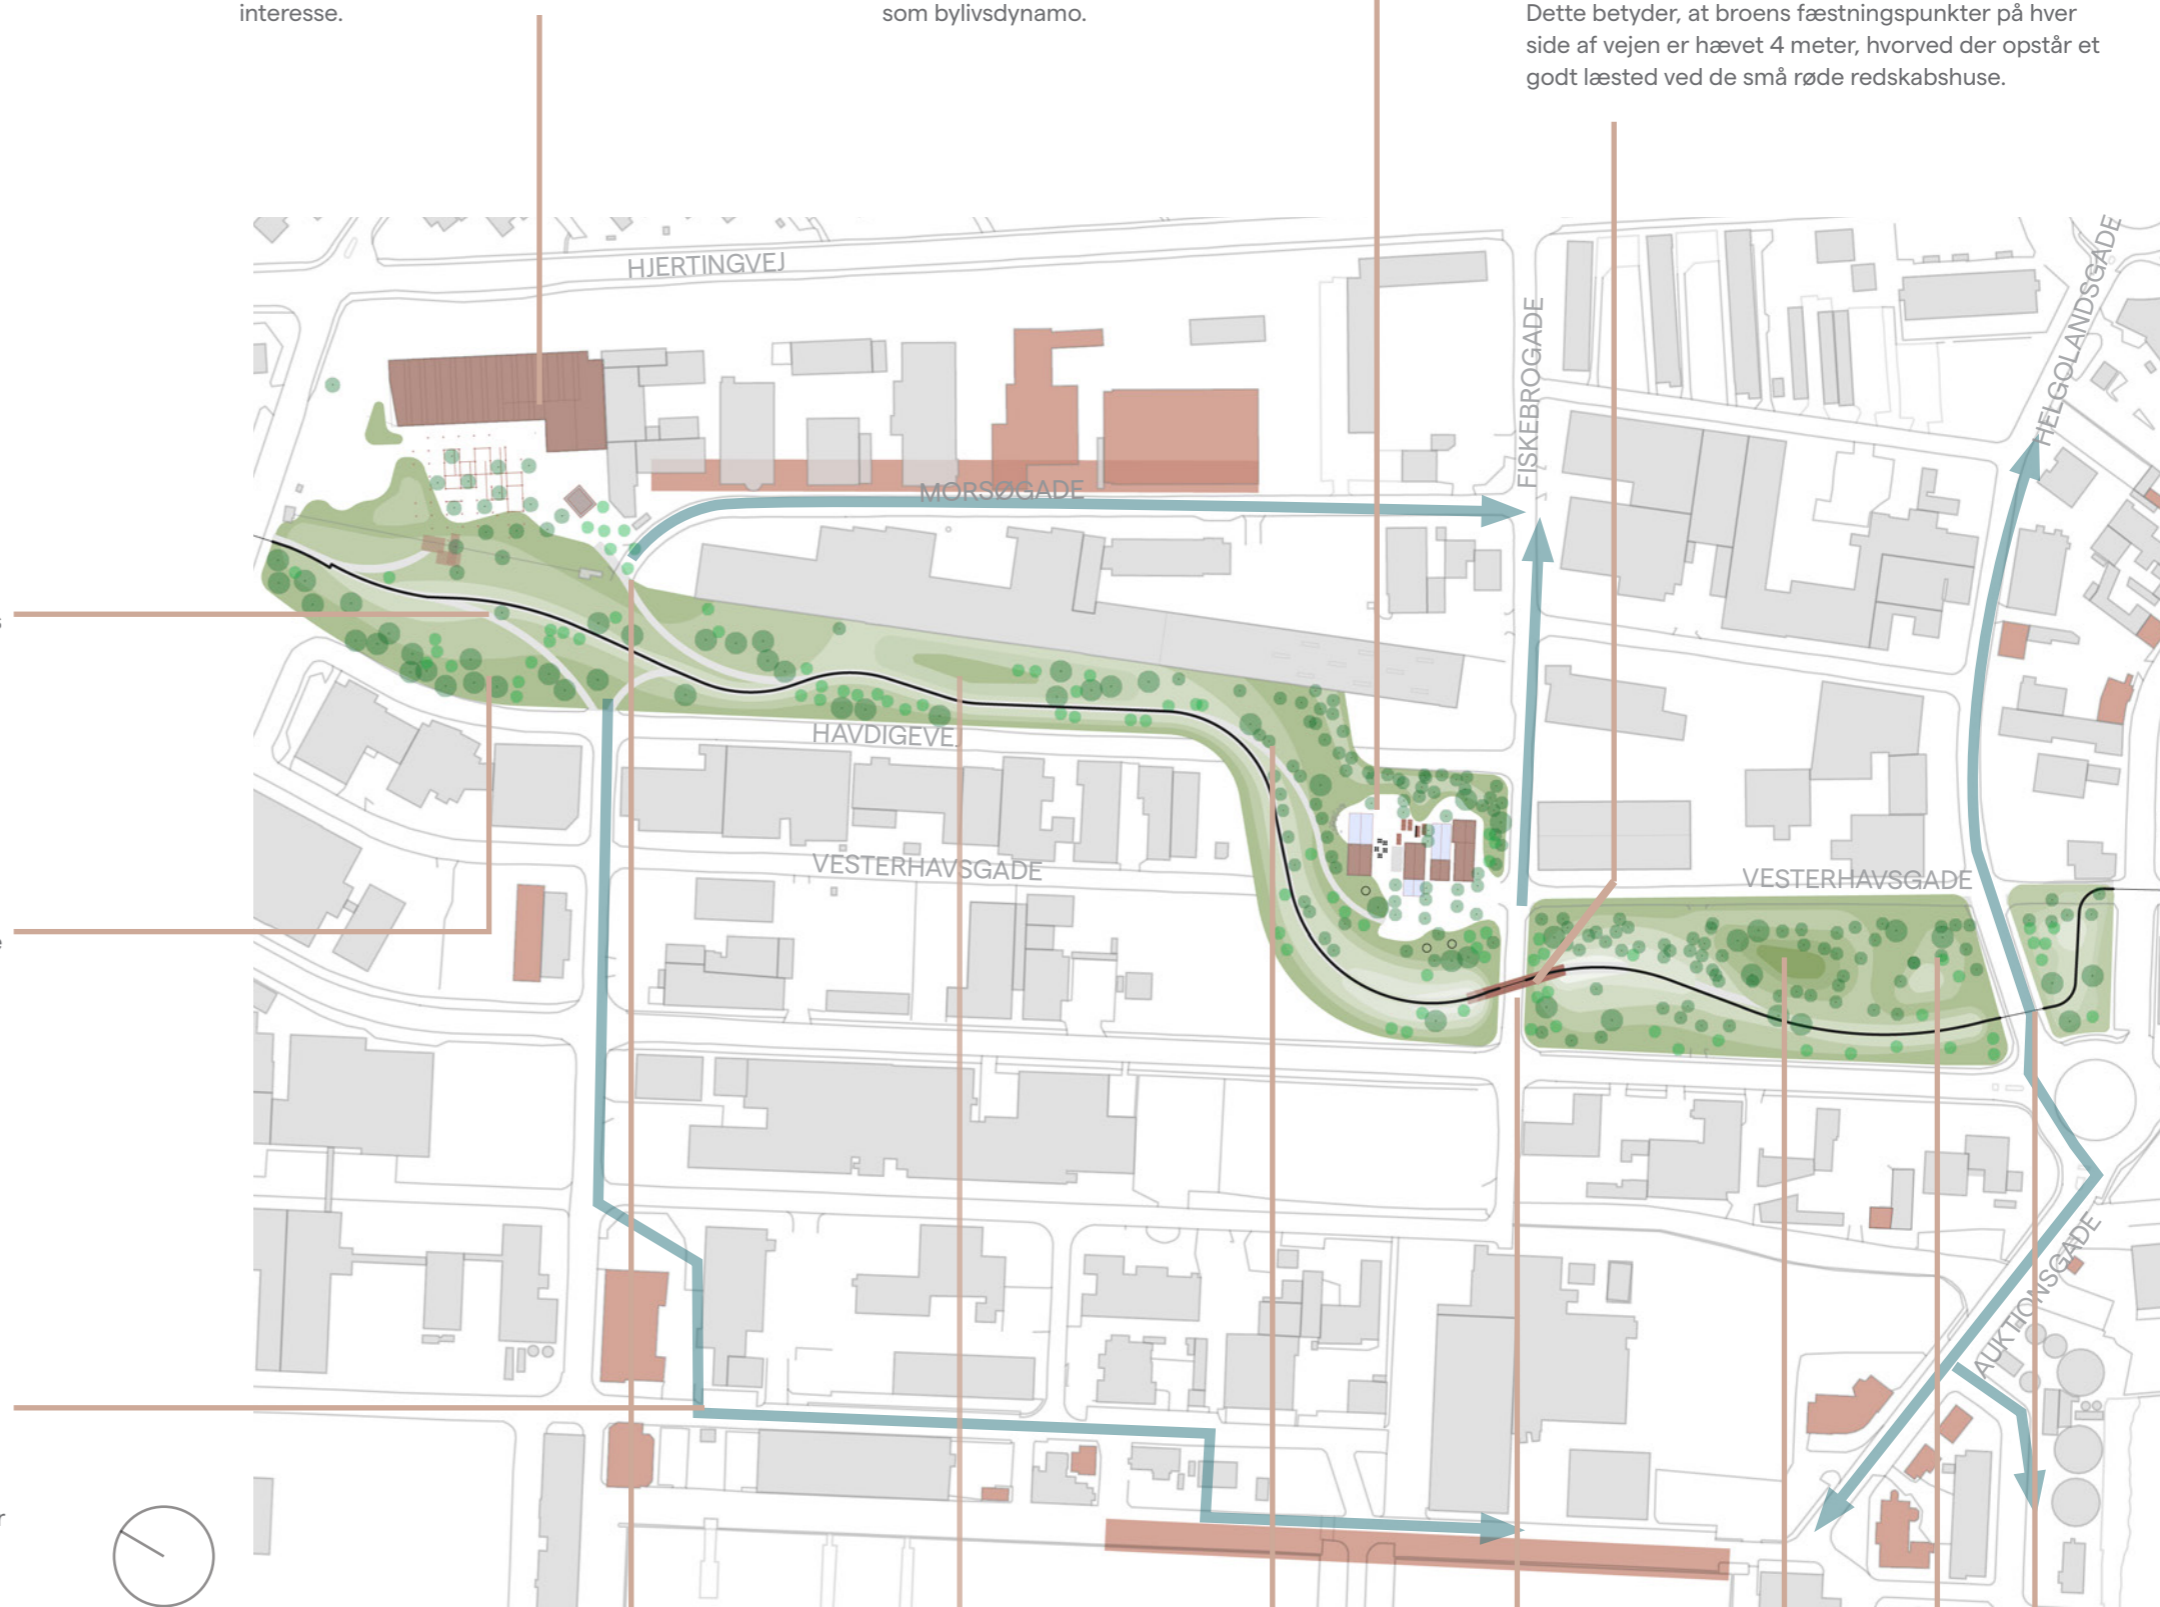 interesse.
som bylivsdynamo.
Dette betyder, at broens fæstningspunkter på hver
side af vejen er hævet 4 meter, hvorved der opstår et
godt læsted ved de små røde redskabshuse.
HJERTINGVEJ
HELGOLANDSGADE
FISKEBROGADE
MORSØGADE
HAVDIGEVEJ
VESTERHAVSGADE
VESTERHAVSGADE
AUKTIONSGADE